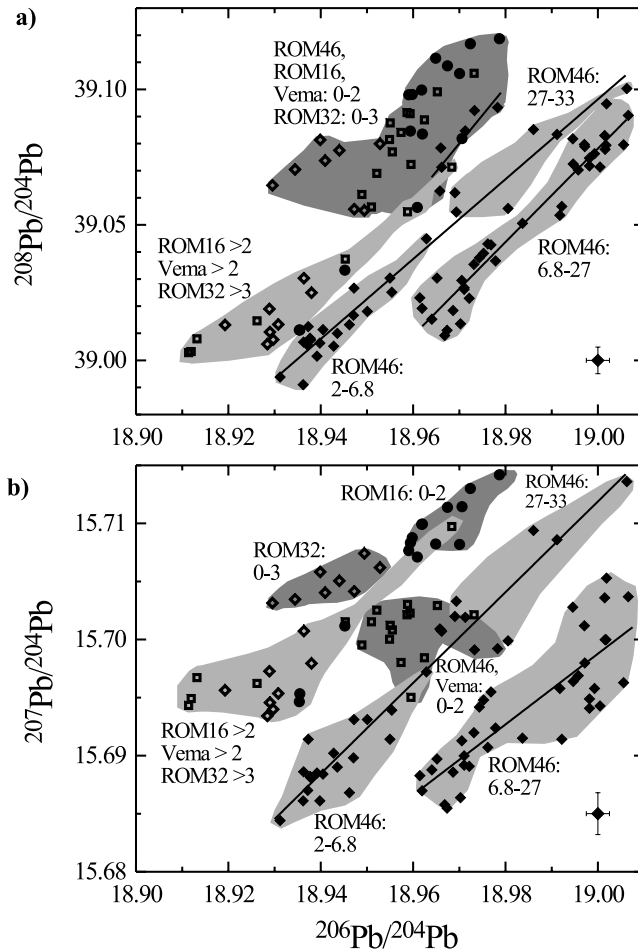 a)
ROM46,
ROM16,
Vema: 0-2
ROM32: 0-3
ROM46:
27-33
39.10
39.05
39.00
208Pb/204Pb
ROM16 >2
Vema > 2
ROM32 >3
ROM46:
6.8-27
ROM46:
2-6.8
18.90 18.92 18.94 18.96 18.98 19.00
b)
ROM16: 0-2
ROM46:
27-33
15.71
15.70
15.69
15.68
207Pb/204Pb
ROM32:
0-3
ROM46,
Vema:
0-2
ROM16 >2
Vema > 2
ROM32 >3
ROM46:
6.8-27
ROM46:
2-6.8
18.90 18.92 18.94 18.96 18.98 19.00
206Pb/204Pb